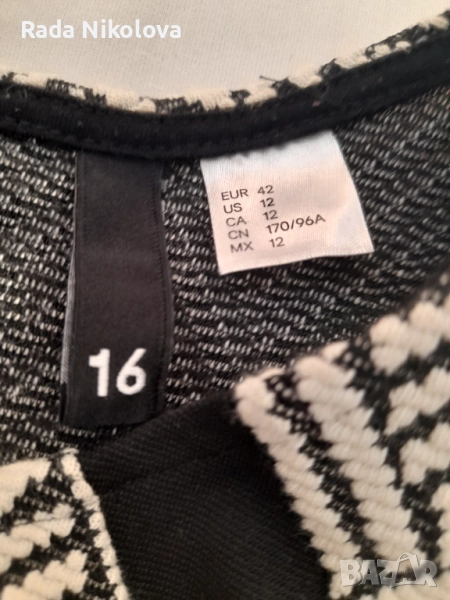 Rada Nikolova
EUR 42
US 12
CA 12
CN 170/96A
MX 12
16
BAZAR